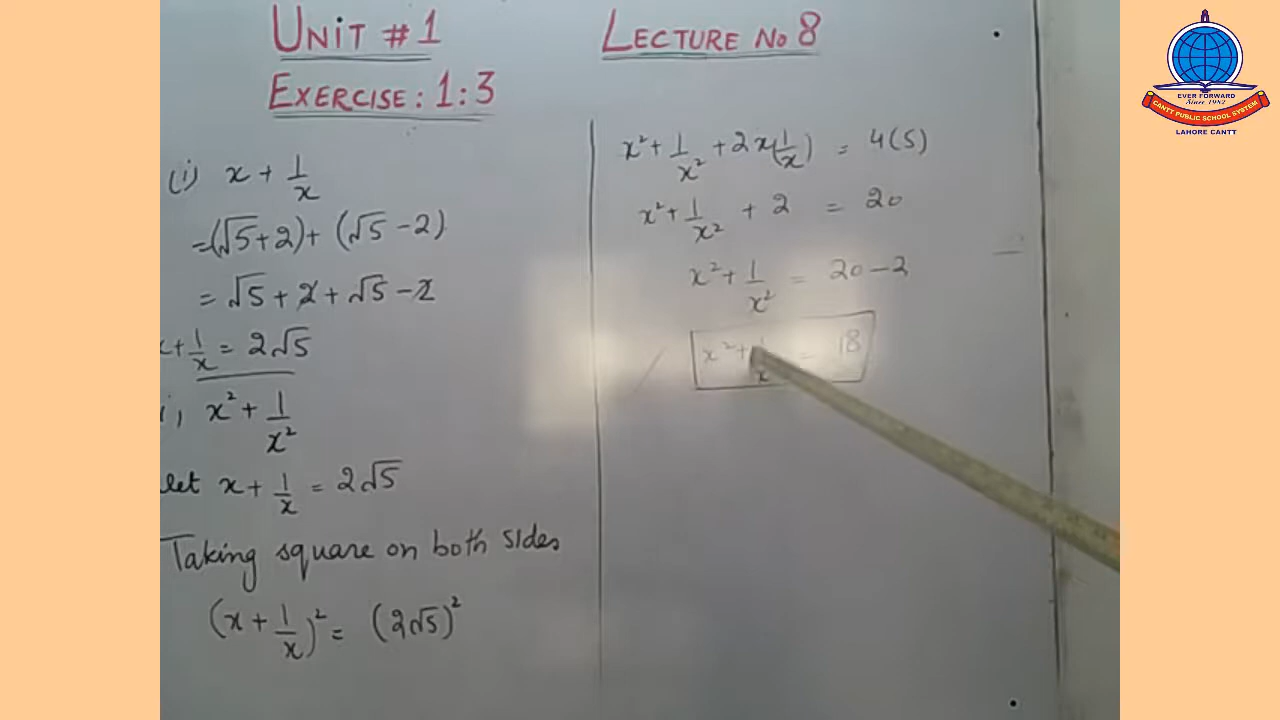 UNiT # 1
EXERCISE: 1:3
LECTURE No 8
(i) x + 1/x
=(√5+2)+ (√5 -2)
= √5 + 2 + √5 - 2
x+1/x = 2√5
i, x² + 1/x²
let x + 1/x = 2√5
Taking square on both sides
(x + 1/x)² = (2√5)²
x² + 1/x² + 2x(1/x) = 4(5)
x² + 1/x² + 2 = 20
x² + 1/x² = 20-2
x² + 1/x = 18
EVER FORWARD
Since 1982
CANTT PUBLIC SCHOOL SYSTEM
LAHORE CANTT